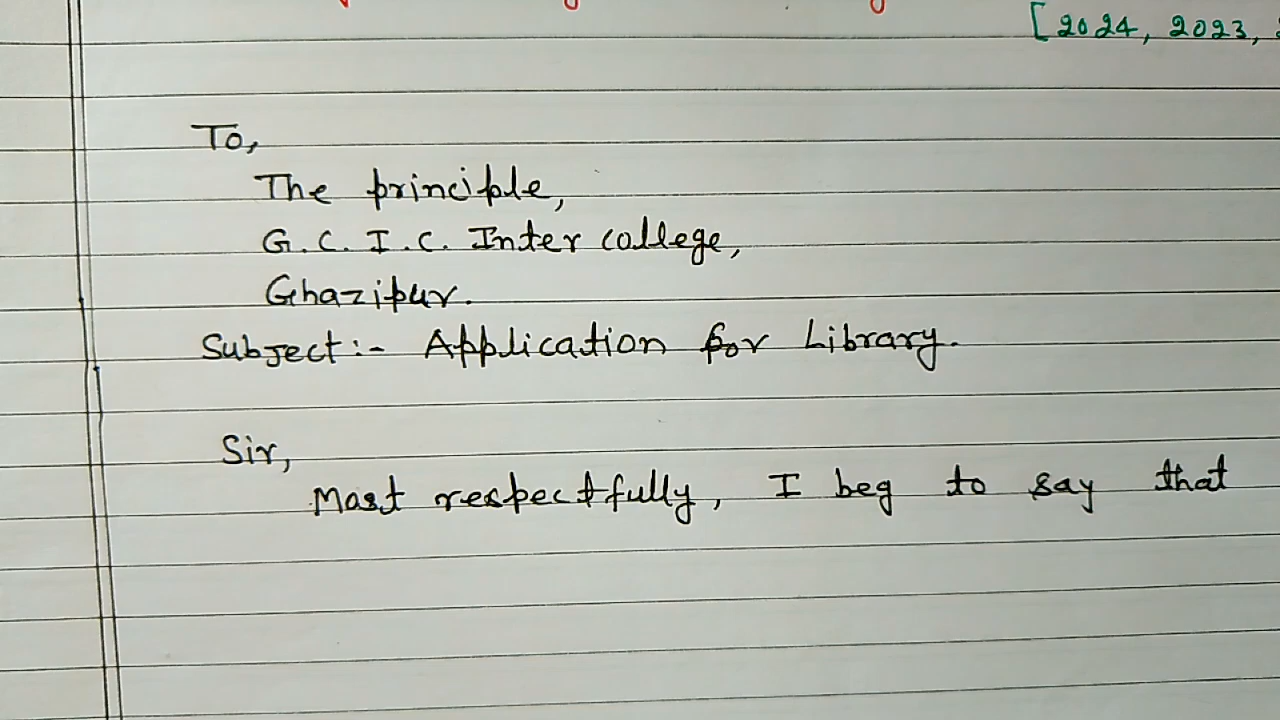 [2024, 2023,
To,
The principle,
G.C.I.C. Inter college,
Ghazipur.
Subject:- Application for Library.
Sir,
Most respectfully, I beg to say that